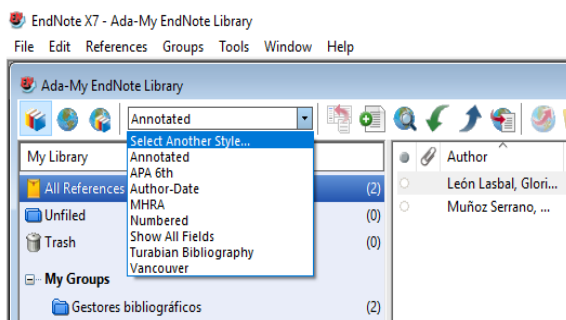 EndNote X7 - Ada-My EndNote Library
File Edit References Groups Tools Window Help
Ada-My EndNote Library
Annotated
Select Another Style...
Annotated
APA 6th
Author-Date
MHRA
Numbered
Show All Fields
Turabian Bibliography
Vancouver
My Library
All References (2)
Unfiled (0)
Trash (0)
My Groups
Gestores bibliográficos (2)
Author
León Lasbal, Glori...
Muñoz Serrano, ...